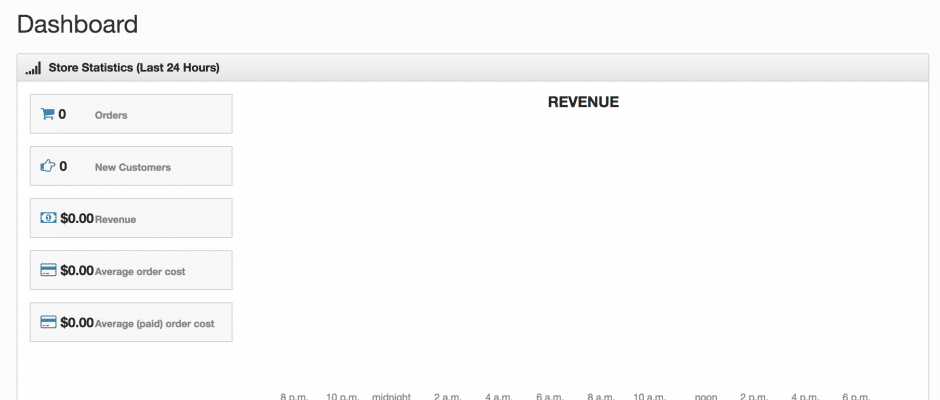 Dashboard
Store Statistics (Last 24 Hours)
REVENUE
0 Orders
0 New Customers
$0.00 Revenue
$0.00 Average order cost
$0.00 Average (paid) order cost
8 p.m. 10 p.m. midnight 2 a.m. 4 a.m. 6 a.m. 8 a.m. 10 a.m. noon 2 p.m. 4 p.m. 6 p.m.